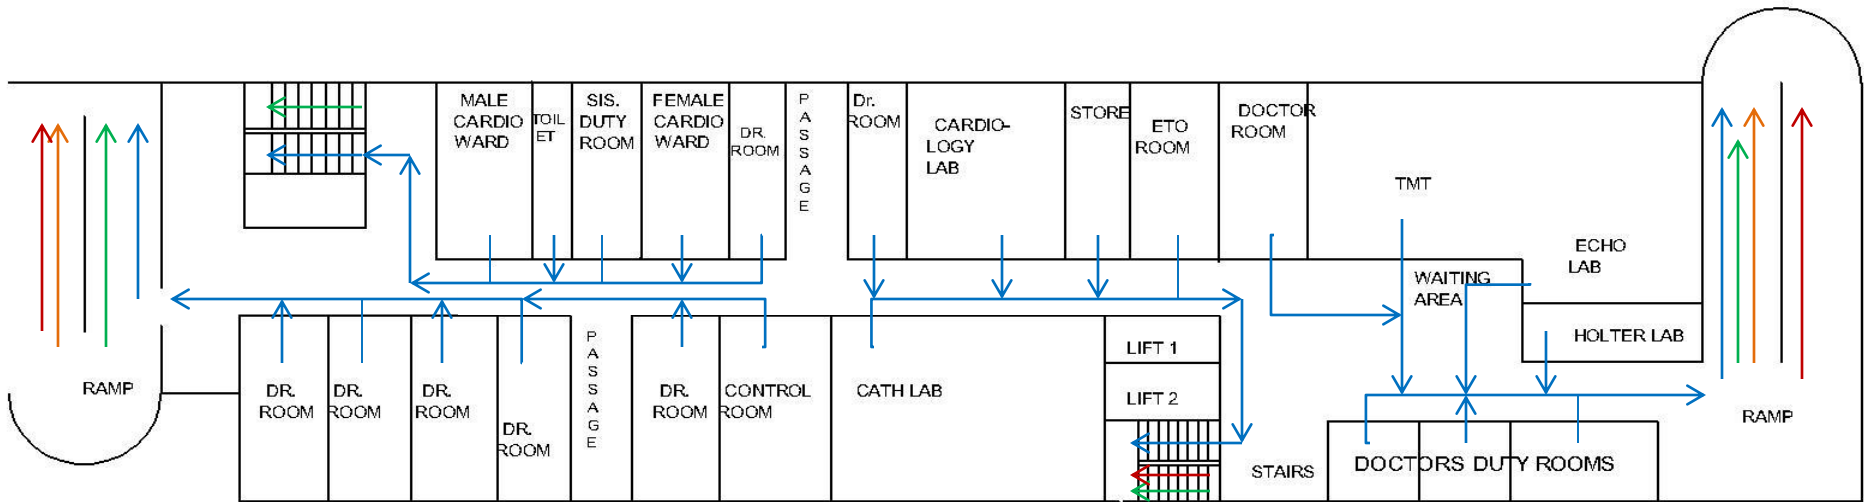 MALE
CARDIO
WARD
TOIL
ET
SIS.
DUTY
ROOM
FEMALE
CARDIO
WARD
DR.
ROOM
P
A
S
S
A
G
E
Dr.
ROOM
CARDIO-
LOGY
LAB
STORE
ETO
ROOM
DOCTOR
ROOM
TMT
ECHO
LAB
WAITING
AREA
HOLTER LAB
RAMP
DR.
ROOM
DR.
ROOM
DR.
ROOM
DR.
ROOM
P
A
S
S
A
G
E
DR.
ROOM
CONTROL
ROOM
CATH LAB
LIFT 1
LIFT 2
STAIRS
DOCTORS DUTY ROOMS
RAMP